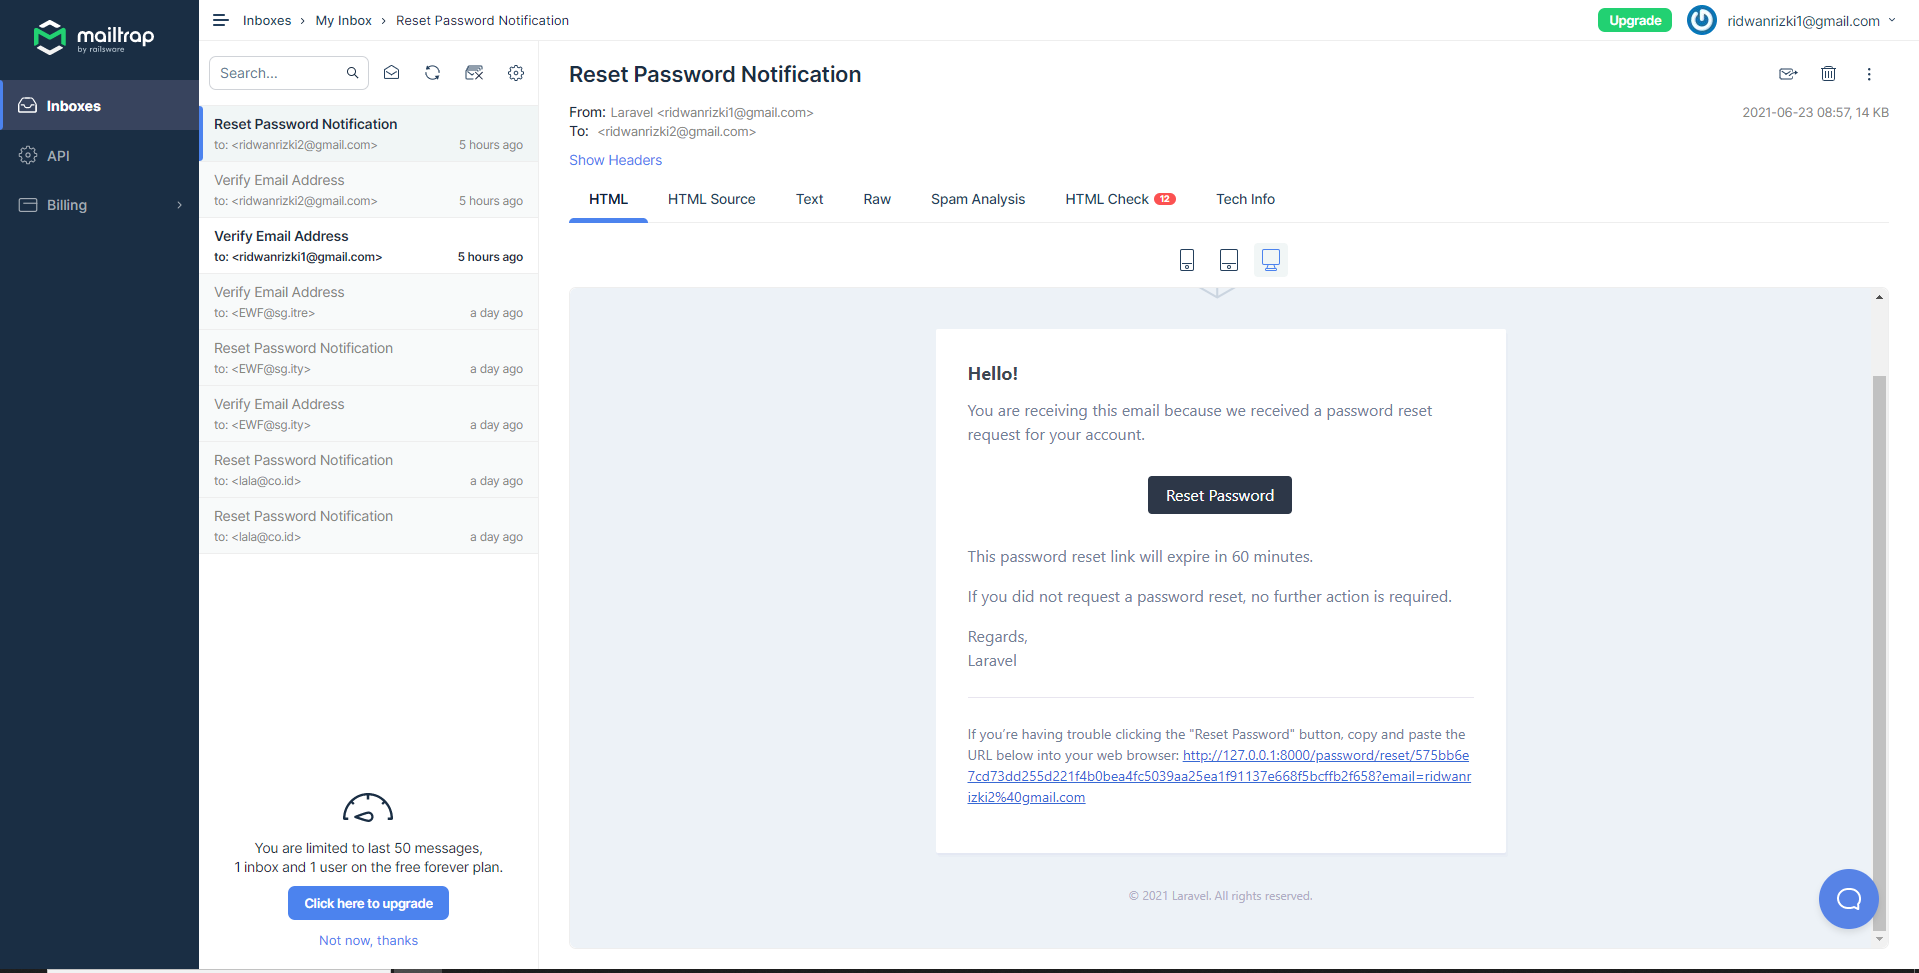 mailtrap
by railsware
Inboxes
API
Billing
Inboxes › My Inbox › Reset Password Notification
Upgrade
ridwanrizki1@gmail.com
Search...
Reset Password Notification
to: <ridwanrizki2@gmail.com> 5 hours ago
Verify Email Address
to: <ridwanrizki2@gmail.com> 5 hours ago
Verify Email Address
to: <ridwanrizki1@gmail.com> 5 hours ago
Verify Email Address
to: <EWF@sg.itre> a day ago
Reset Password Notification
to: <EWF@sg.ity> a day ago
Verify Email Address
to: <EWF@sg.ity> a day ago
Reset Password Notification
to: <lala@co.id> a day ago
Reset Password Notification
to: <lala@co.id> a day ago
You are limited to last 50 messages,
1 inbox and 1 user on the free forever plan.
Click here to upgrade
Not now, thanks
Reset Password Notification
From: Laravel <ridwanrizki1@gmail.com>
2021-06-23 08:57, 14 KB
To: <ridwanrizki2@gmail.com>
Show Headers
HTML HTML Source Text Raw Spam Analysis HTML Check 12 Tech Info
Hello!
You are receiving this email because we received a password reset
request for your account.
Reset Password
This password reset link will expire in 60 minutes.
If you did not request a password reset, no further action is required.
Regards,
Laravel
If you’re having trouble clicking the "Reset Password" button, copy and paste the
URL below into your web browser: http://127.0.0.1:8000/password/reset/575bb6e
7cd73dd255d221f4b0bea4fc5039aa25ea1f91137e668f5bcffb2f658?email=ridwanr
izki2%40gmail.com
© 2021 Laravel. All rights reserved.